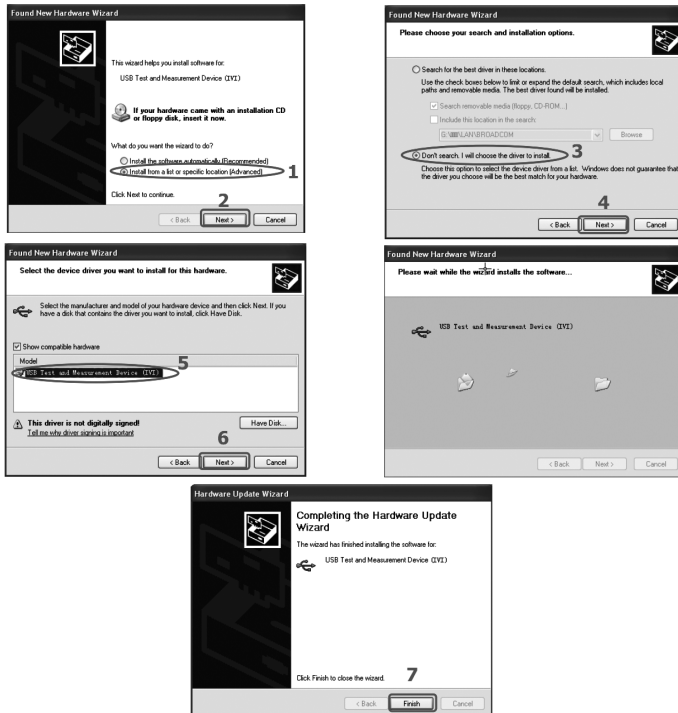 Found New Hardware Wizard
This wizard helps you install software for:
USB Test and Measurement Device (IVI)
If your hardware came with an installation CD
or floppy disk, insert it now.
What do you want the wizard to do?
Install the software automatically (Recommended)
Install from a list or specific location (Advanced)
1
Click Next to continue.
2
< Back
Next >
Cancel
Found New Hardware Wizard
Please choose your search and installation options.
Search for the best driver in these locations.
Use the check boxes below to limit or expand the default search, which includes local
paths and removable media. The best driver found will be installed.
Search removable media (floppy, CD-ROM...)
Include this location in the search:
\LAN\BROADCOM
Browse
3
Don't search. I will choose the driver to install.
Choose this option to select the device driver from a list. Windows does not guarantee that
the driver you choose will be the best match for your hardware.
4
< Back
Next >
Cancel
Found New Hardware Wizard
Select the device driver you want to install for this hardware.
Select the manufacturer and model of your hardware device and then click Next. If you
have a disk that contains the driver you want to install, click Have Disk.
Show compatible hardware
Model
5
USB Test and Measurement Device (IVI)
This driver is not digitally signed!
Have Disk...
Tell me why driver signing is important
6
< Back
Next >
Cancel
Found New Hardware Wizard
Please wait while the wizard installs the software...
USB Test and Measurement Device (IVI)
< Back
Next >
Cancel
Hardware Update Wizard
Completing the Hardware Update
Wizard
The wizard has finished installing the software for:
USB Test and Measurement Device (IVI)
Click Finish to close the wizard.
7
< Back
Finish
Cancel